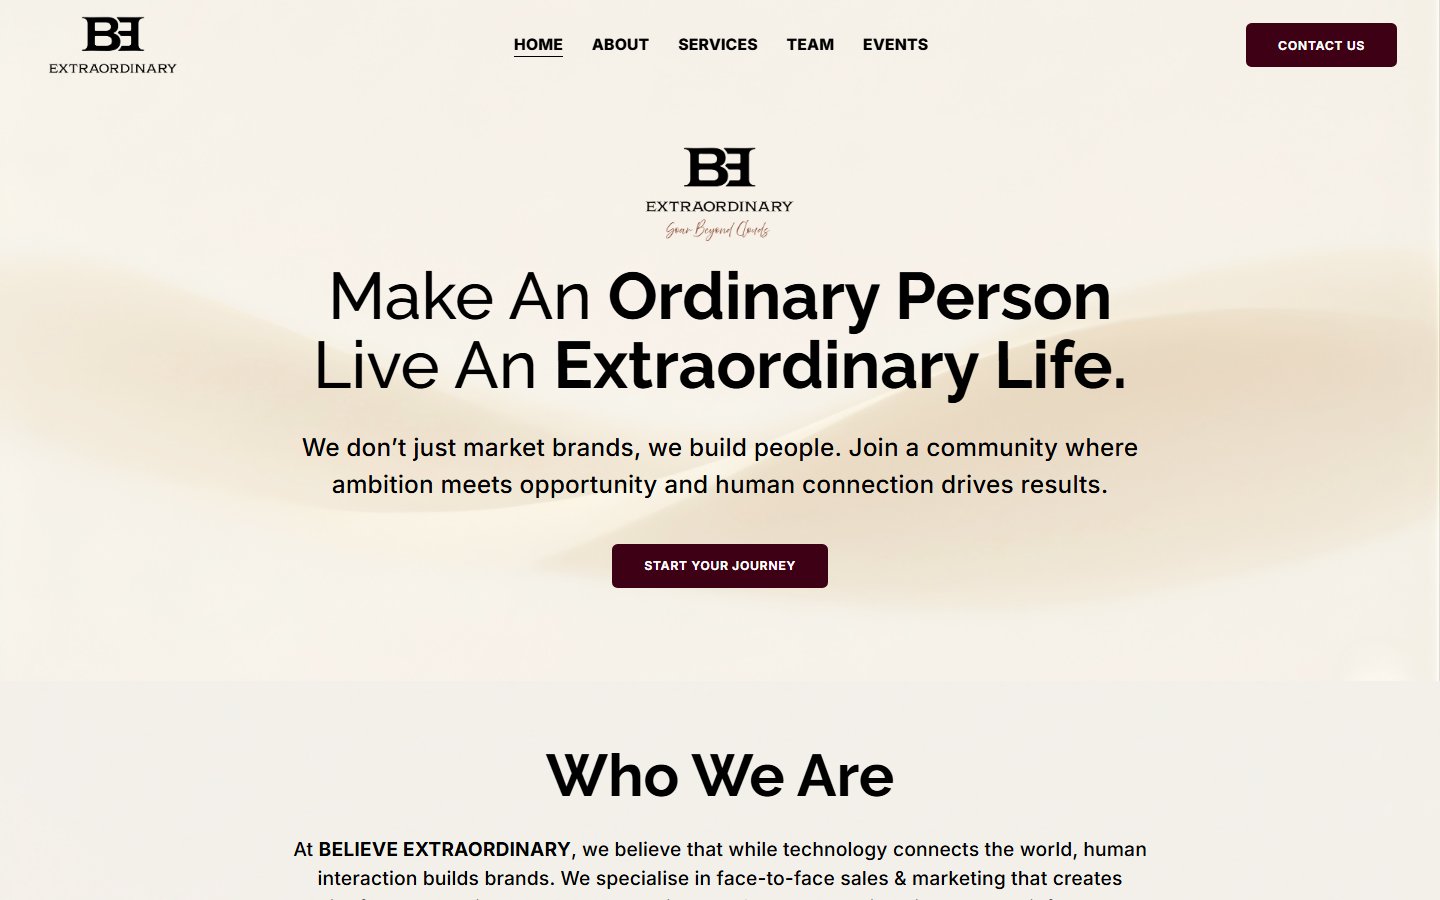 BE
EXTRAORDINARY
HOME ABOUT SERVICES TEAM EVENTS
CONTACT US
BE
EXTRAORDINARY
Soar Beyond Clouds
Make An Ordinary Person
Live An Extraordinary Life.
We don’t just market brands, we build people. Join a community where
ambition meets opportunity and human connection drives results.
START YOUR JOURNEY
Who We Are
At BELIEVE EXTRAORDINARY, we believe that while technology connects the world, human
interaction builds brands. We specialise in face-to-face sales & marketing that creates